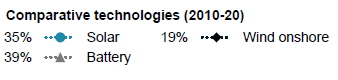 Comparative technologies (2010-20)
35% Solar 19% Wind onshore
39% Battery